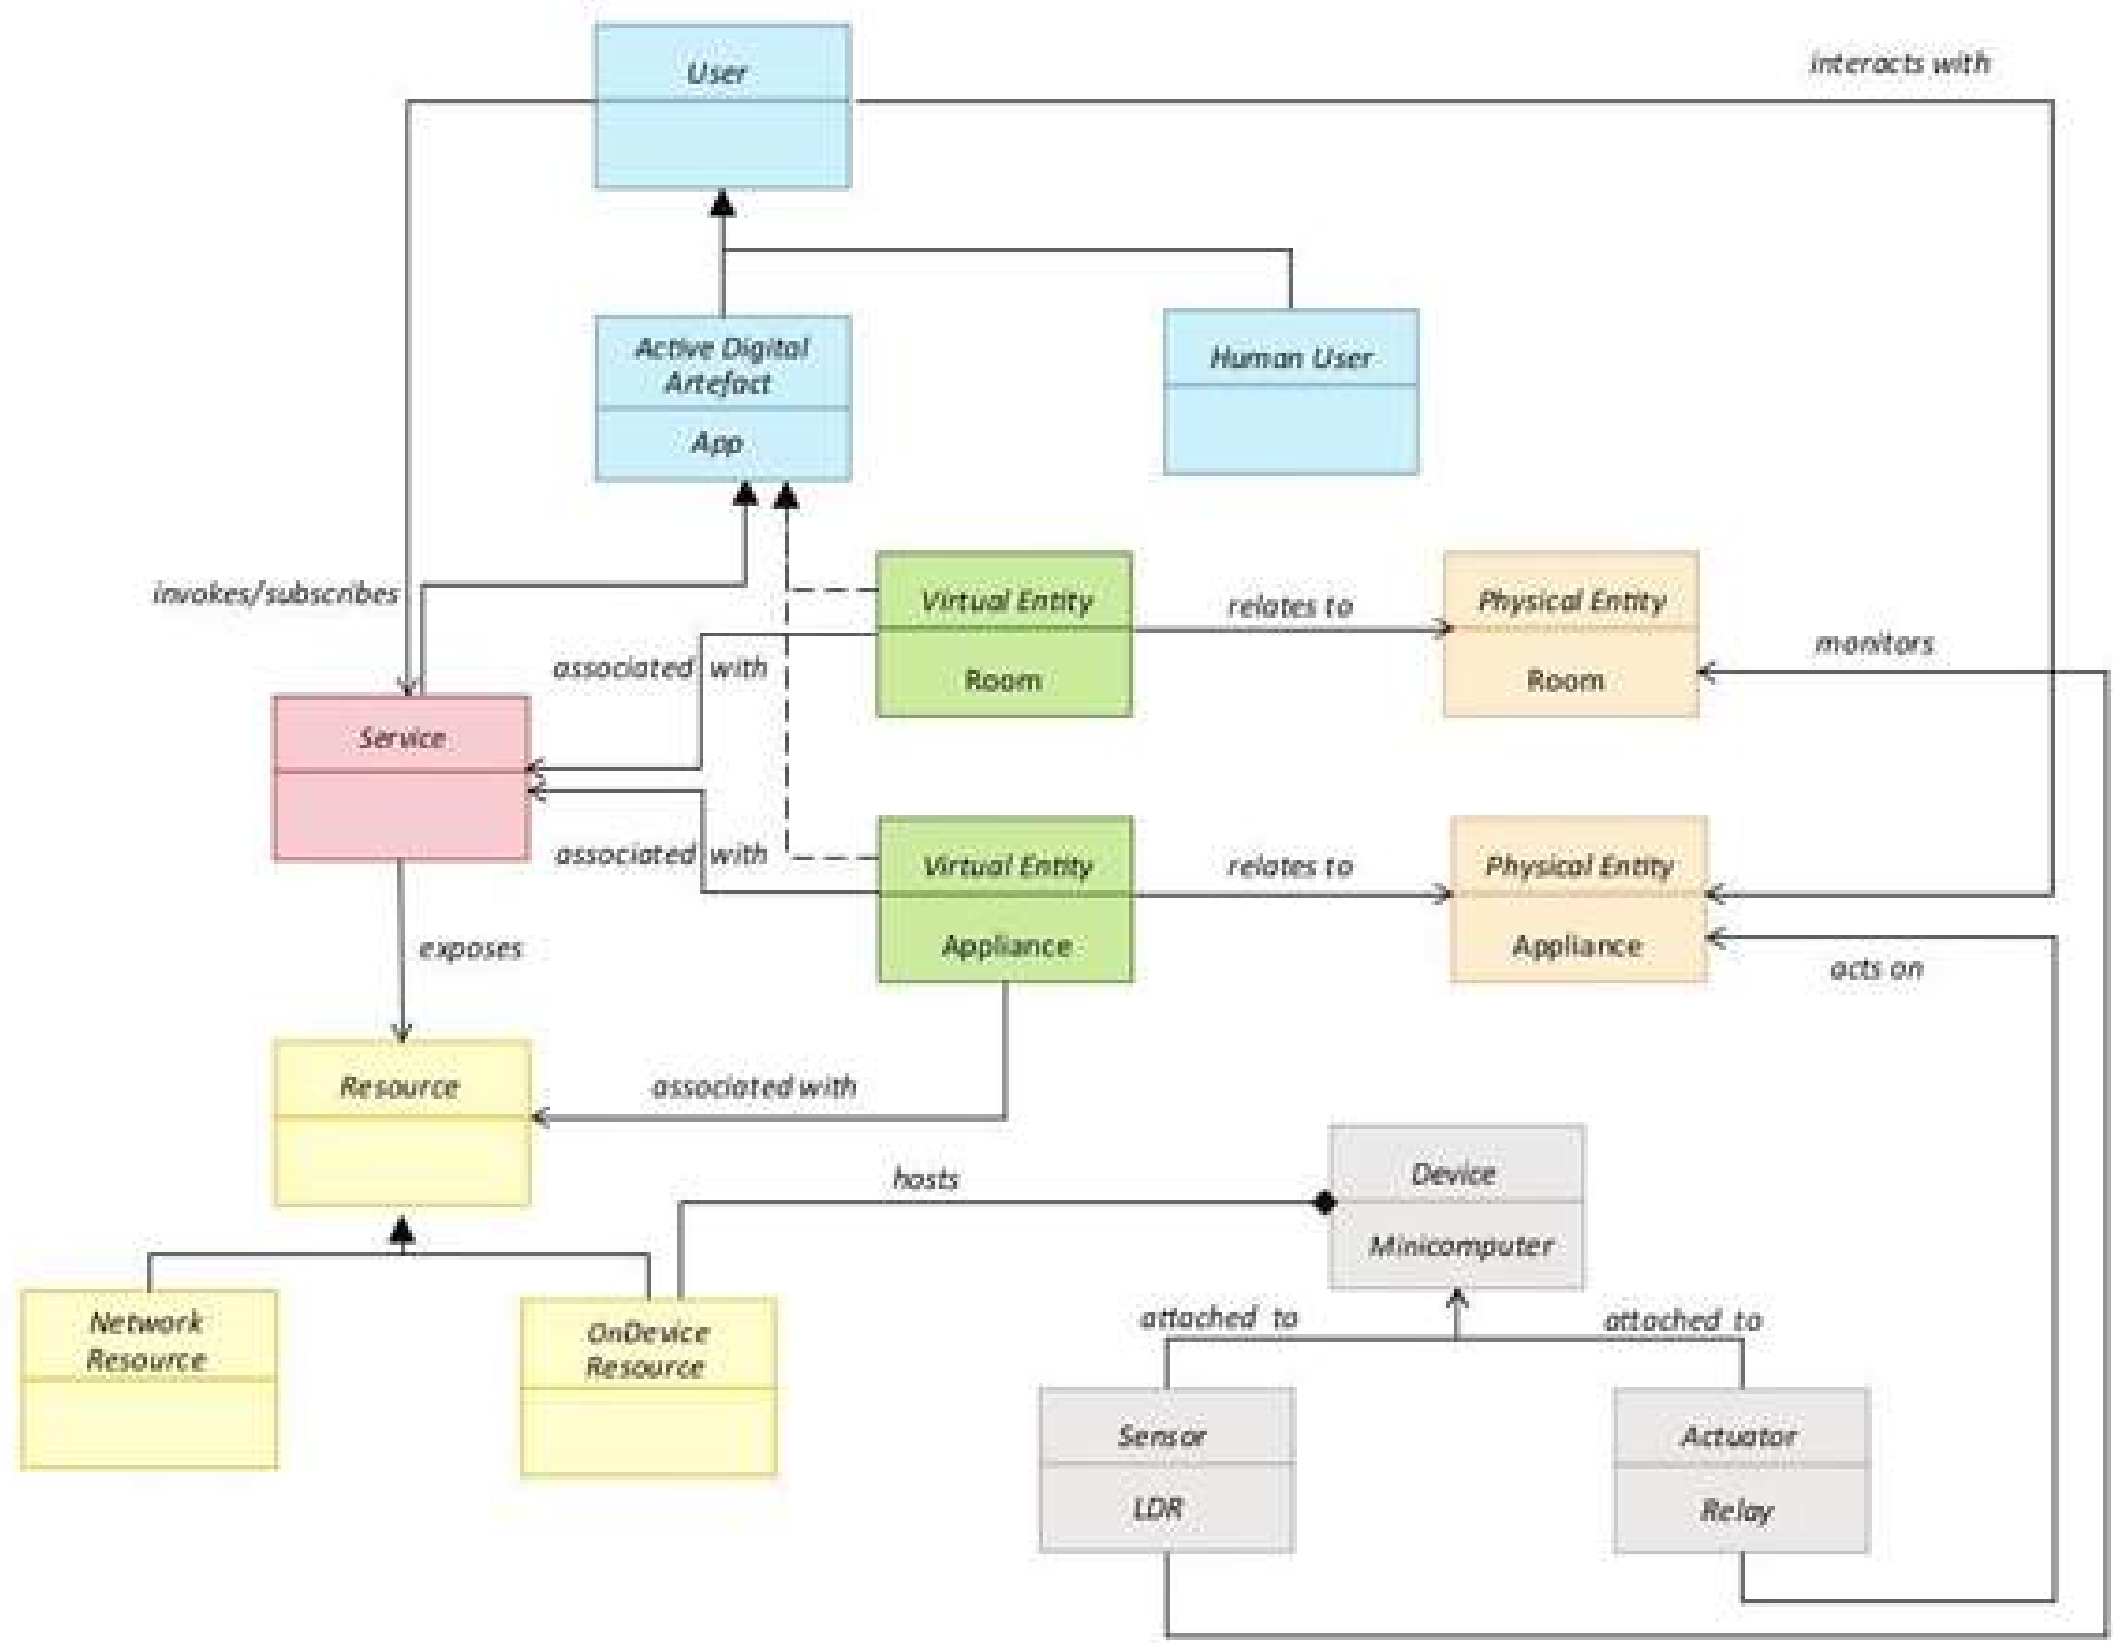 User
interacts with
Active Digital
Artefact
App
Human User
invokes/subscribes
Virtual Entity
Room
relates to
Physical Entity
Room
monitors
associated with
Service
associated with
Virtual Entity
Appliance
relates to
Physical Entity
Appliance
acts on
exposes
Resource
associated with
hosts
Device
Minicomputer
Network
Resource
OnDevice
Resource
attached to
attached to
Sensor
LDR
Actuator
Relay